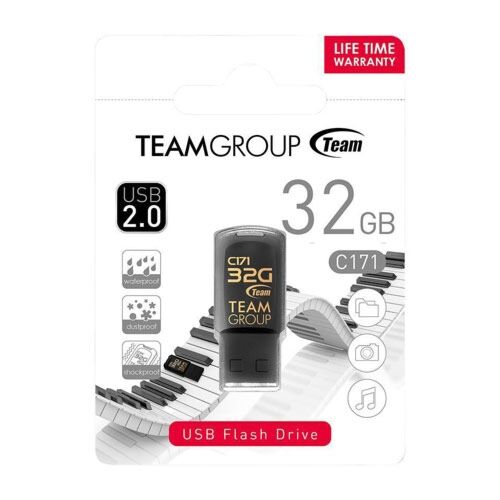 LIFE TIME
WARRANTY
TEAMGROUP Team
USB
2.0
32GB
C171
waterproof
dustproof
shockproof
C171
32G
Team
TEAM
GROUP
USB Flash Drive